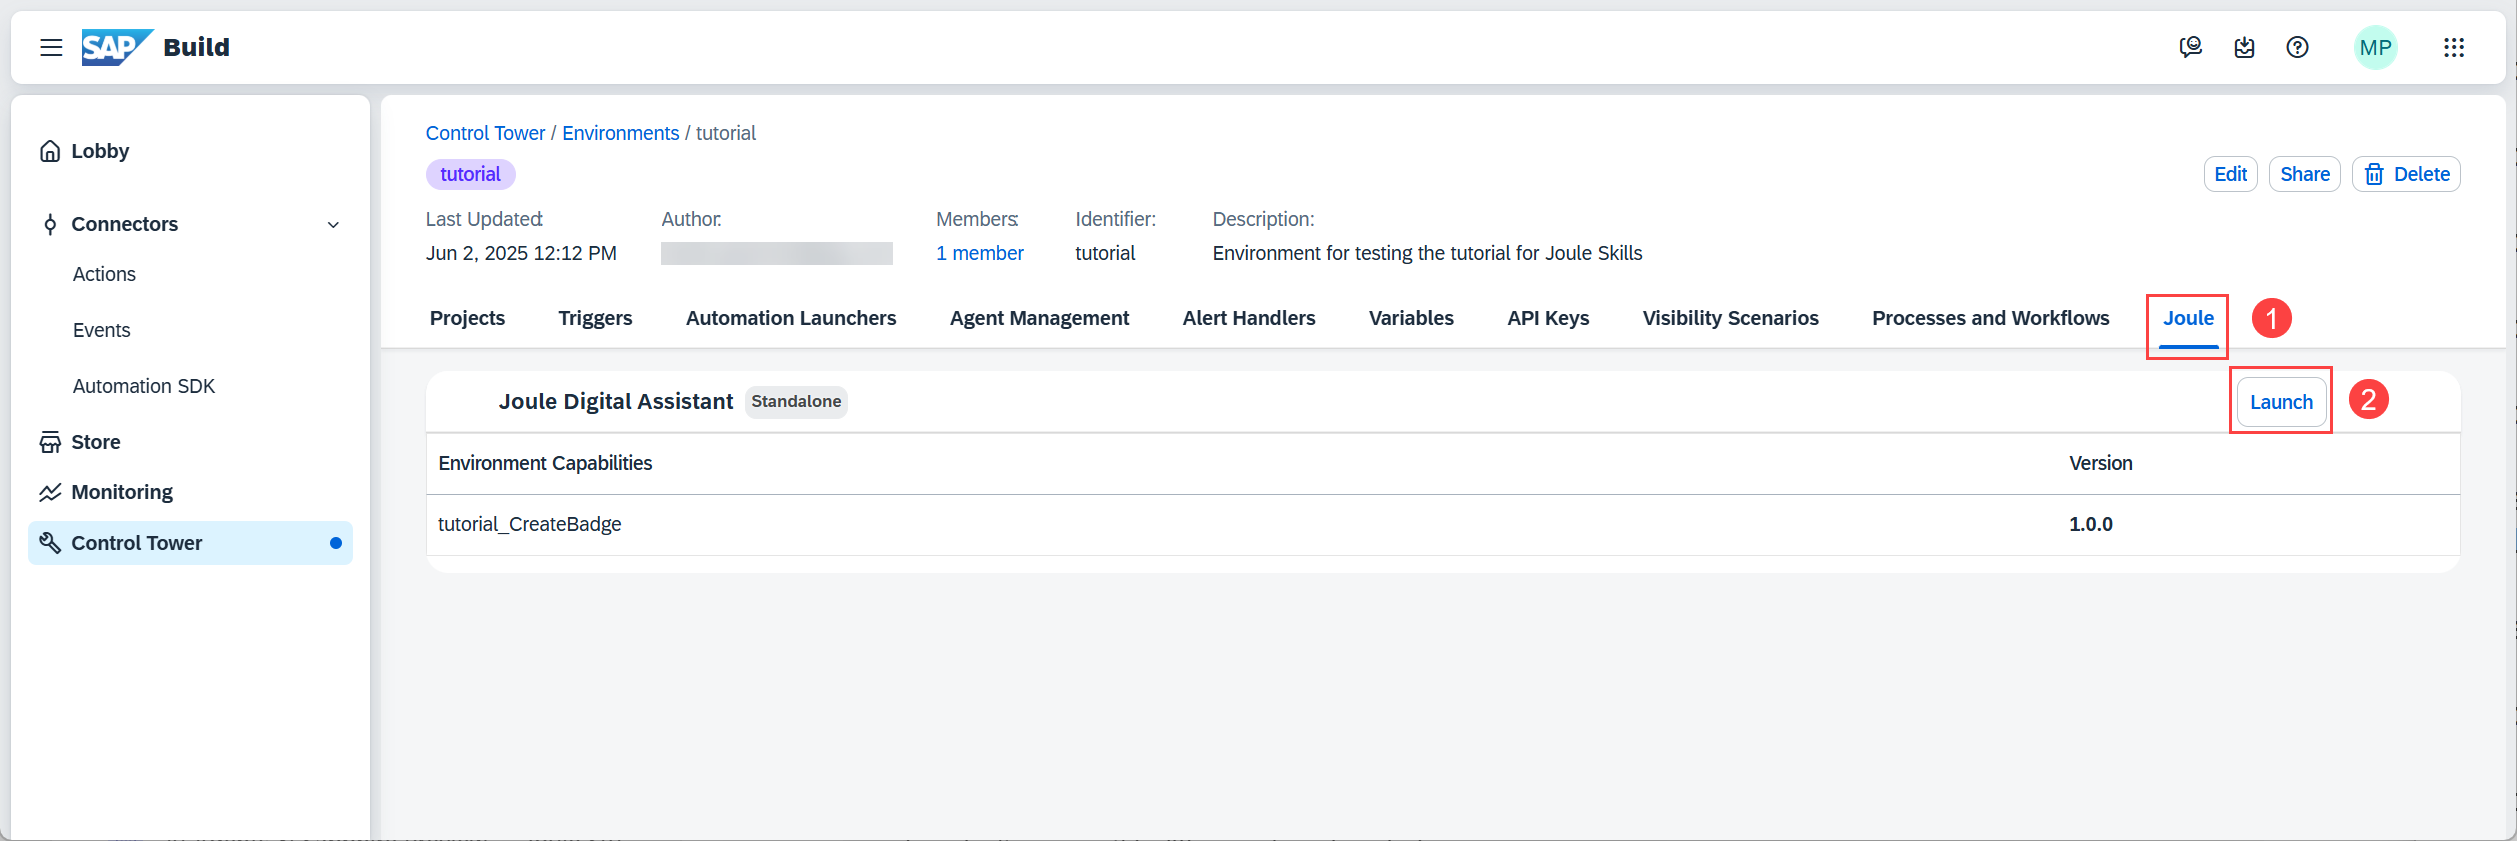 SAP Build
MP
Lobby
Connectors
Actions
Events
Automation SDK
Store
Monitoring
Control Tower
Control Tower / Environments / tutorial
tutorial
Edit
Share
Delete
Last Updated:
Author:
Members:
Identifier:
Description:
Jun 2, 2025 12:12 PM
1 member
tutorial
Environment for testing the tutorial for Joule Skills
Projects
Triggers
Automation Launchers
Agent Management
Alert Handlers
Variables
API Keys
Visibility Scenarios
Processes and Workflows
Joule
1
Joule Digital Assistant
Standalone
Launch
2
Environment Capabilities
Version
tutorial_CreateBadge
1.0.0